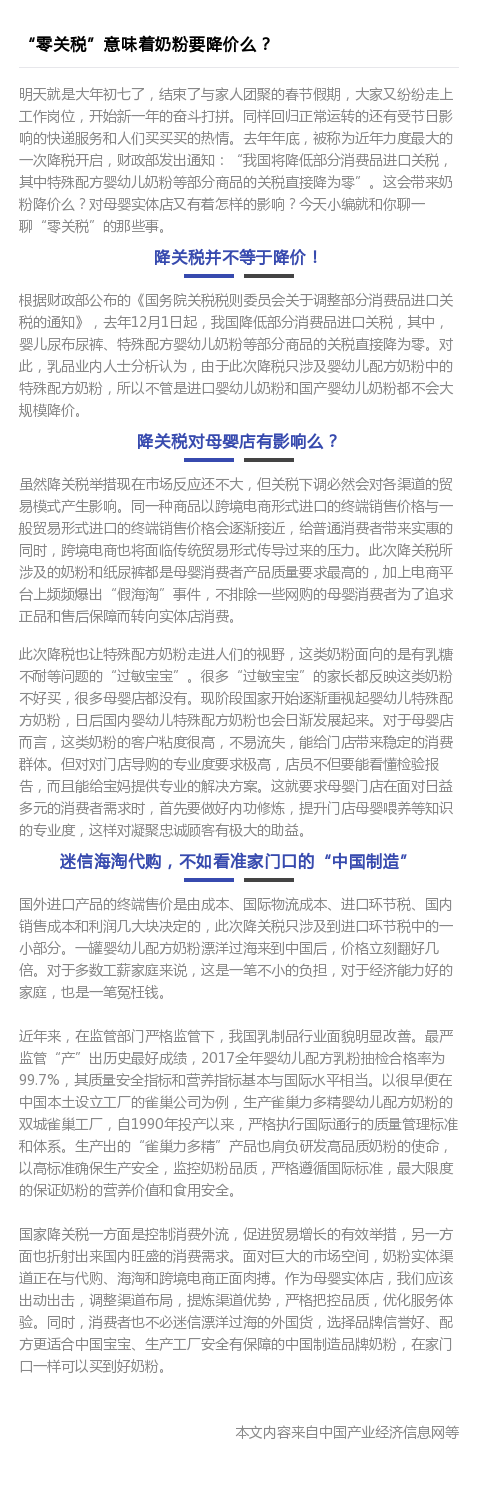 “零关税”意味着奶粉要降价么？
明天就是大年初七了，结束了与家人团聚的春节假期，大家又纷纷走上
工作岗位，开始新一年的奋斗打拼。同样回归正常运转的还有受节日影
响的快递服务和人们买买买的热情。去年年底，被称为近年力度最大的
一次降税开启，财政部发出通知：“我国将降低部分消费品进口关税，
其中特殊配方婴幼儿奶粉等部分商品的关税直接降为零”。这会带来奶
粉降价么？对母婴实体店又有着怎样的影响？今天小编就和你聊一
聊“零关税”的那些事。
降关税并不等于降价！
根据财政部公布的《国务院关税税则委员会关于调整部分消费品进口关
税的通知》，去年12月1日起，我国降低部分消费品进口关税，其中，
婴儿尿布尿裤、特殊配方婴幼儿奶粉等部分商品的关税直接降为零。对
此，乳品业内人士分析认为，由于此次降税只涉及婴幼儿配方奶粉中的
特殊配方奶粉，所以不管是进口婴幼儿奶粉和国产婴幼儿奶粉都不会大
规模降价。
降关税对母婴店有影响么？
虽然降关税举措现在市场反应还不大，但关税下调必然会对各渠道的贸
易模式产生影响。同一种商品以跨境电商形式进口的终端销售价格与一
般贸易形式进口的终端销售价格会逐渐接近，给普通消费者带来实惠的
同时，跨境电商也将面临传统贸易形式传导过来的压力。此次降关税所
涉及的奶粉和纸尿裤都是母婴消费者产品质量要求最高的，加上电商平
台上频频爆出“假海淘”事件，不排除一些网购的母婴消费者为了追求
正品和售后保障而转向实体店消费。
此次降税也让特殊配方奶粉走进人们的视野，这类奶粉面向的是有乳糖
不耐等问题的“过敏宝宝”。很多“过敏宝宝”的家长都反映这类奶粉
不好买，很多母婴店都没有。现阶段国家开始逐渐重视起婴幼儿特殊配
方奶粉，日后国内婴幼儿特殊配方奶粉也会日渐发展起来。对于母婴店
而言，这类奶粉的客户粘度很高，不易流失，能给门店带来稳定的消费
群体。但对对门店导购的专业度要求极高，店员不但要能看懂检验报
告，而且能给宝妈提供专业的解决方案。这就要求母婴门店在面对日益
多元的消费者需求时，首先要做好内功修炼，提升门店母婴喂养等知识
的专业度，这样对凝聚忠诚顾客有极大的助益。
迷信海淘代购，不如看准家门口的“中国制造”
国外进口产品的终端售价是由成本、国际物流成本、进口环节税、国内
销售成本和利润几大块决定的，此次降关税只涉及到进口环节税中的一
小部分。一罐婴幼儿配方奶粉漂洋过海来到中国后，价格立刻翻好几
倍。对于多数工薪家庭来说，这是一笔不小的负担，对于经济能力好的
家庭，也是一笔冤枉钱。
近年来，在监管部门严格监管下，我国乳制品行业面貌明显改善。最严
监管“产”出历史最好成绩，2017全年婴幼儿配方乳粉抽检合格率为
99.7%，其质量安全指标和营养指标基本与国际水平相当。以很早便在
中国本土设立工厂的雀巢公司为例，生产雀巢力多精婴幼儿配方奶粉的
双城雀巢工厂，自1990年投产以来，严格执行国际通行的质量管理标准
和体系。生产出的“雀巢力多精”产品也肩负研发高品质奶粉的使命，
以高标准确保生产安全，监控奶粉品质，严格遵循国际标准，最大限度
的保证奶粉的营养价值和食用安全。
国家降关税一方面是控制消费外流，促进贸易增长的有效举措，另一方
面也折射出来国内旺盛的消费需求。面对巨大的市场空间，奶粉实体渠
道正在与代购、海淘和跨境电商正面肉搏。作为母婴实体店，我们应该
出动出击，调整渠道布局，提炼渠道优势，严格把控品质，优化服务体
验。同时，消费者也不必迷信漂洋过海的外国货，选择品牌信誉好、配
方更适合中国宝宝、生产工厂安全有保障的中国制造品牌奶粉，在家门
口一样可以买到好奶粉。
本文内容来自中国产业经济信息网等